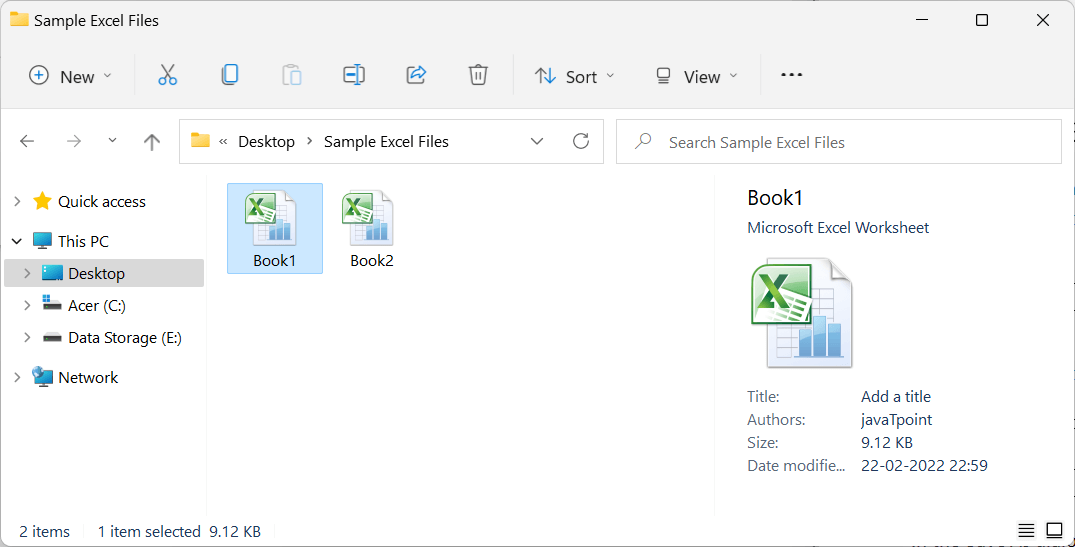 Sample Excel Files
New
Sort
View
« Desktop > Sample Excel Files
Search Sample Excel Files
Quick access
This PC
Desktop
Acer (C:)
Data Storage (E:)
Network
Book1
Book2
Book1
Microsoft Excel Worksheet
Title: Add a title
Authors: javaTpoint
Size: 9.12 KB
Date modifie... 22-02-2022 22:59
2 items 1 item selected 9.12 KB